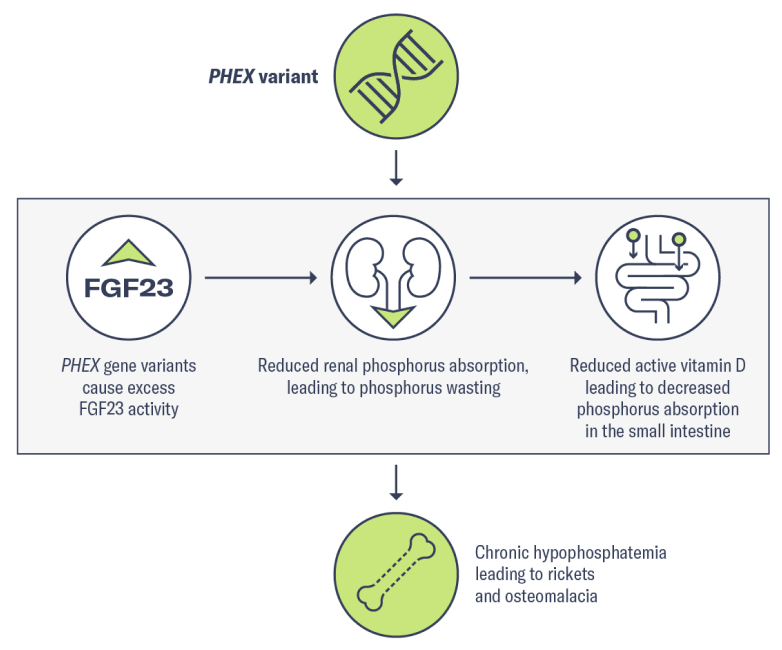 PHEX variant
FGF23
PHEX gene variants
cause excess
FGF23 activity
Reduced renal phosphorus absorption,
leading to phosphorus wasting
Reduced active vitamin D
leading to decreased
phosphorus absorption
in the small intestine
Chronic hypophosphatemia
leading to rickets
and osteomalacia